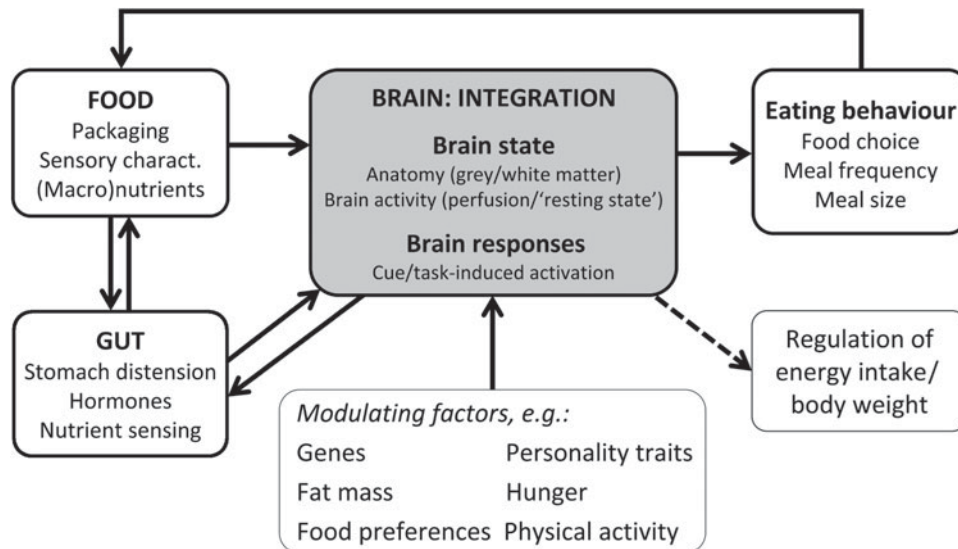 FOOD
Packaging
Sensory charact.
(Macro)nutrients
BRAIN: INTEGRATION
Brain state
Anatomy (grey/white matter)
Brain activity (perfusion/‘resting state’)
Brain responses
Cue/task-induced activation
Eating behaviour
Food choice
Meal frequency
Meal size
GUT
Stomach distension
Hormones
Nutrient sensing
Modulating factors, e.g.:
Genes Personality traits
Fat mass Hunger
Food preferences Physical activity
Regulation of
energy intake/
body weight